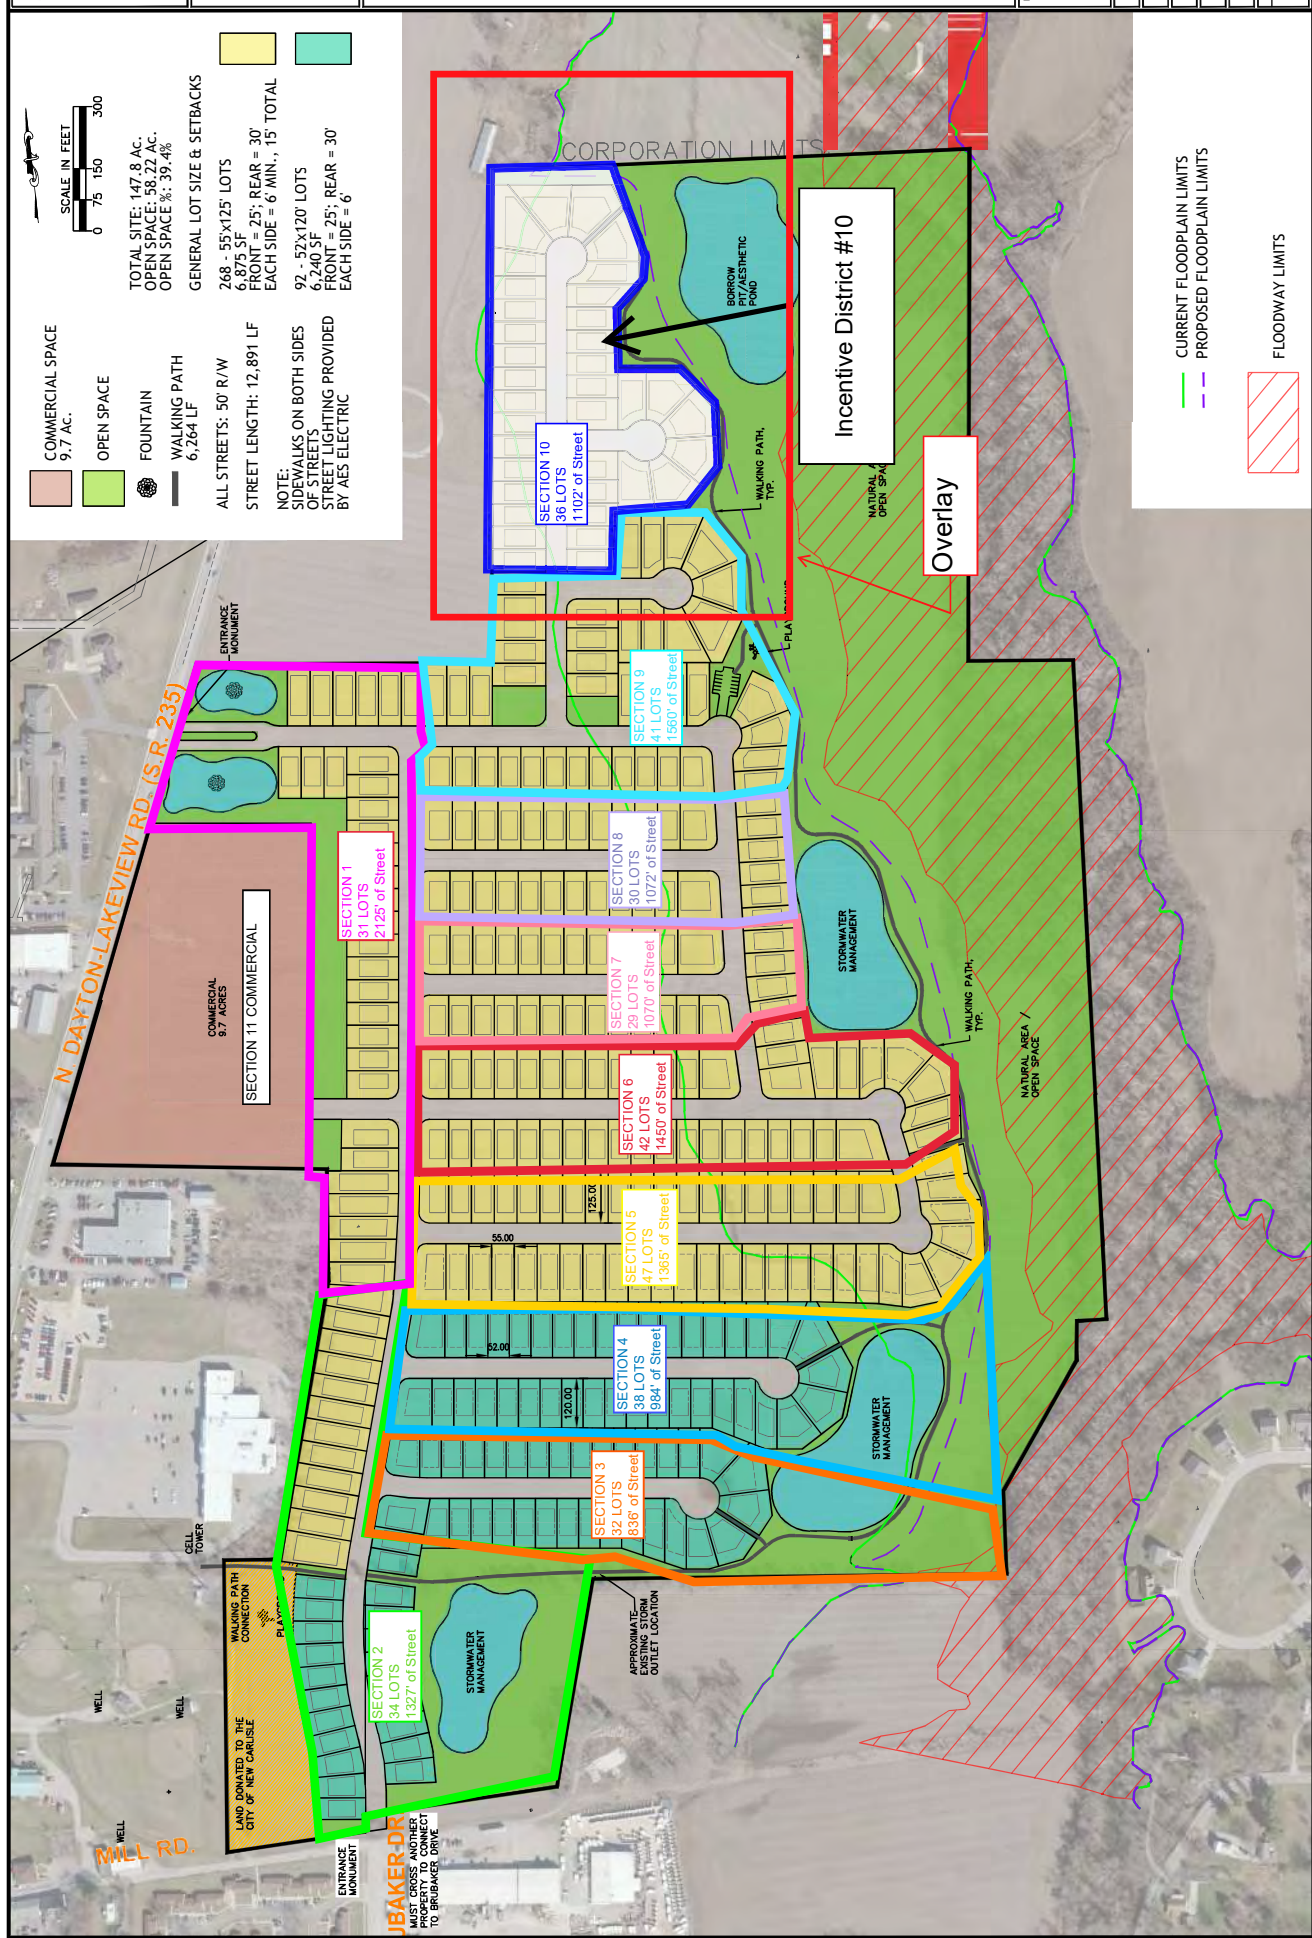 SCALE IN FEET
0 75 150 300
TOTAL SITE: 147.8 Ac.
OPEN SPACE: 58.22 Ac.
OPEN SPACE %: 39.4%
GENERAL LOT SIZE & SETBACKS
268 - 55'x125' LOTS
6,875 SF
FRONT = 25'; REAR = 30'
EACH SIDE = 6' MIN., 15' TOTAL
92 - 52'x120' LOTS
6,240 SF
FRONT = 25'; REAR = 30'
EACH SIDE = 6'
COMMERCIAL SPACE
9.7 Ac.
OPEN SPACE
FOUNTAIN
WALKING PATH
6,264 LF
ALL STREETS: 50' R/W
STREET LENGTH: 12,891 LF
NOTE:
SIDEWALKS ON BOTH SIDES
OF STREETS
STREET LIGHTING PROVIDED
BY AES ELECTRIC
CORPORATION LIMITS
BORROW
PIT/AESTHETIC
POND
Incentive District #10
SECTION 10
36 LOTS
1102' of Street
WALKING PATH,
TYP.
NATURAL A
OPEN SPAC
Overlay
CURRENT FLOODPLAIN LIMITS
PROPOSED FLOODPLAIN LIMITS
FLOODWAY LIMITS
ENTRANCE
MONUMENT
N DAYTON-LAKEVIEW RD. (S.R. 235)
PLAYGROUND
SECTION 9
41 LOTS
1560' of Street
SECTION 1
31 LOTS
2125' of Street
SECTION 8
30 LOTS
1072' of Street
COMMERCIAL
9.7 ACRES
SECTION 11 COMMERCIAL
SECTION 7
29 LOTS
1070' of Street
STORMWATER
MANAGEMENT
WALKING PATH,
TYP.
NATURAL AREA /
OPEN SPACE
SECTION 6
42 LOTS
1450' of Street
125.00
55.00
SECTION 5
47 LOTS
1365' of Street
52.00
120.00
SECTION 4
38 LOTS
984' of Street
STORMWATER
MANAGEMENT
SECTION 3
32 LOTS
836' of Street
CELL
TOWER
WALKING PATH
CONNECTION
APPROXIMATE
EXISTING STORM
OUTLET LOCATION
SECTION 2
34 LOTS
1327' of Street
STORMWATER
MANAGEMENT
WELL
WELL
WELL
LAND DONATED TO THE
CITY OF NEW CARLISLE
MILL RD.
ENTRANCE
MONUMENT
UBAKER-DR
MUST CROSS ANOTHER
PROPERTY TO CONNECT
TO BRUBAKER DRIVE